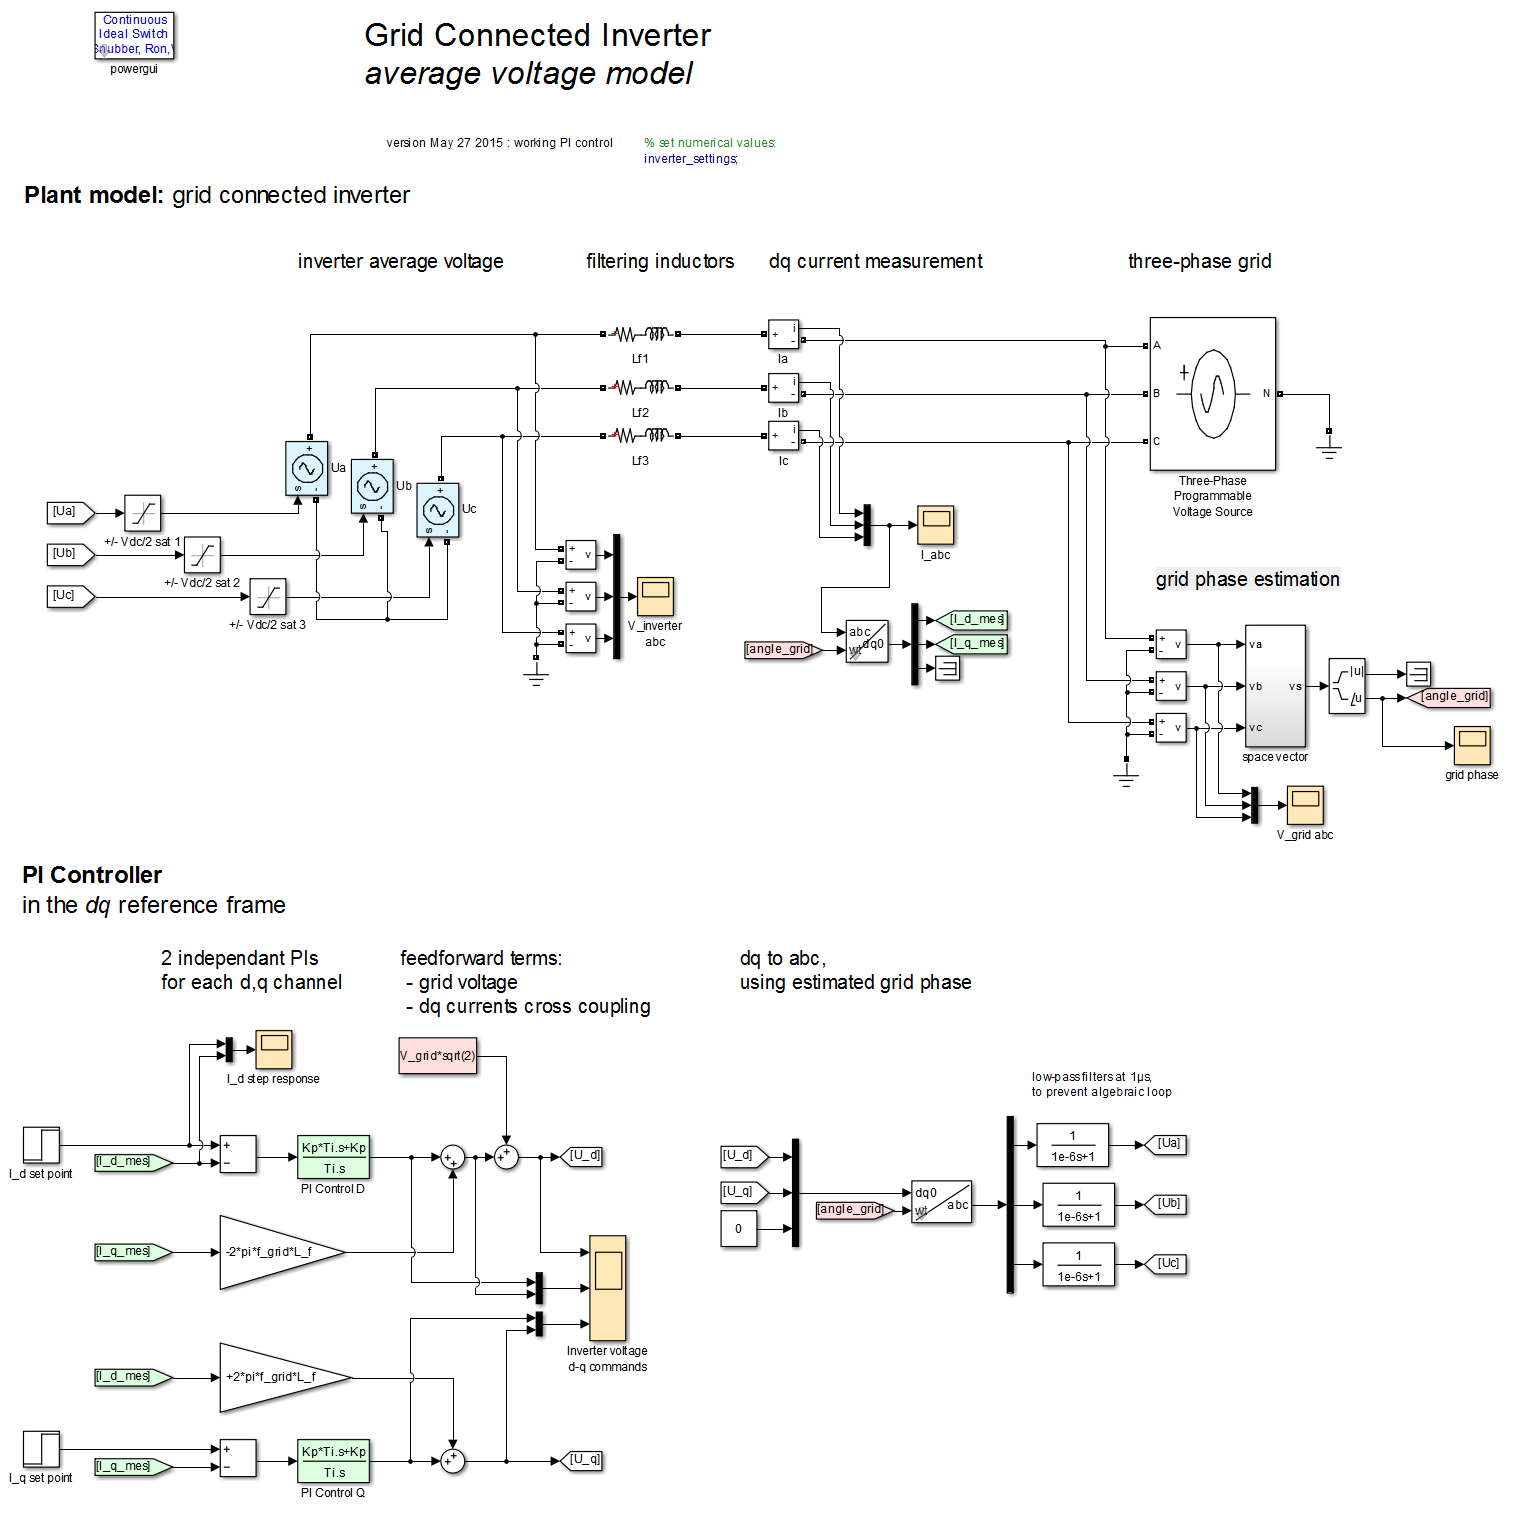 Continuous
Ideal Switch
Snubber, Ron,V
powergui
Grid Connected Inverter
average voltage model
version May 27 2015 : working PI control
% set numerical values:
inverter_settings;
Plant model: grid connected inverter
inverter average voltage
filtering inductors
dq current measurement
three-phase grid
Lf1
Lf2
Lf3
+ i -
Ia
+ i -
Ib
+ i -
Ic
A
B
C
N
Three-Phase
Programmable
Voltage Source
+ s -
Ua
+ s -
Ub
+ s -
Uc
[Ua]
+/- Vdc/2 sat 1
[Ub]
+/- Vdc/2 sat 2
[Uc]
+/- Vdc/2 sat 3
+ - v
+ - v
+ - v
V_inverter
abc
I_abc
[angle_grid]
abc
wt
dq0
[I_d_mes]
[I_q_mes]
grid phase estimation
+ - v
+ - v
+ - v
va
vb
vc
vs
space vector
|u|
∠u
[angle_grid]
grid phase
V_grid abc
PI Controller
in the dq reference frame
2 independant PIs
for each d,q channel
feedforward terms:
- grid voltage
- dq currents cross coupling
dq to abc,
using estimated grid phase
I_d step response
V_grid*sqrt(2)
I_d set point
[I_d_mes]
+
−
Kp*Ti.s+Kp
Ti.s
PI Control D
+
+
+
+
[U_d]
[I_q_mes]
-2*pi*f_grid*L_f
Inverter voltage
d-q commands
[I_d_mes]
+2*pi*f_grid*L_f
I_q set point
[I_q_mes]
+
−
Kp*Ti.s+Kp
Ti.s
PI Control Q
+
+
[U_q]
low-pass filters at 1µs,
to prevent algebraic loop
[U_d]
[U_q]
0
[angle_grid]
dq0
wt
abc
1
1e-6s+1
[Ua]
1
1e-6s+1
[Ub]
1
1e-6s+1
[Uc]